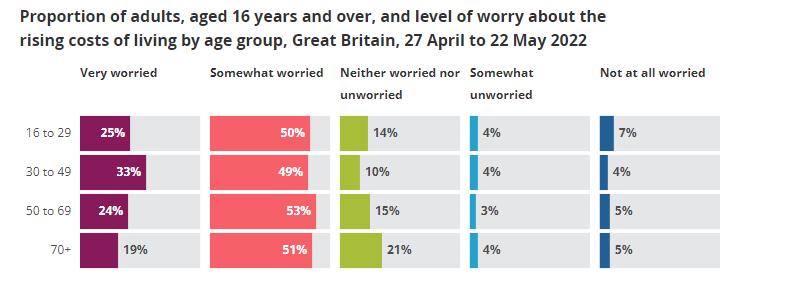 Proportion of adults, aged 16 years and over, and level of worry about the
rising costs of living by age group, Great Britain, 27 April to 22 May 2022
Very worried Somewhat worried Neither worried nor unworried Somewhat unworried Not at all worried
16 to 29 25% 50% 14% 4% 7%
30 to 49 33% 49% 10% 4% 4%
50 to 69 24% 53% 15% 3% 5%
70+ 19% 51% 21% 4% 5%